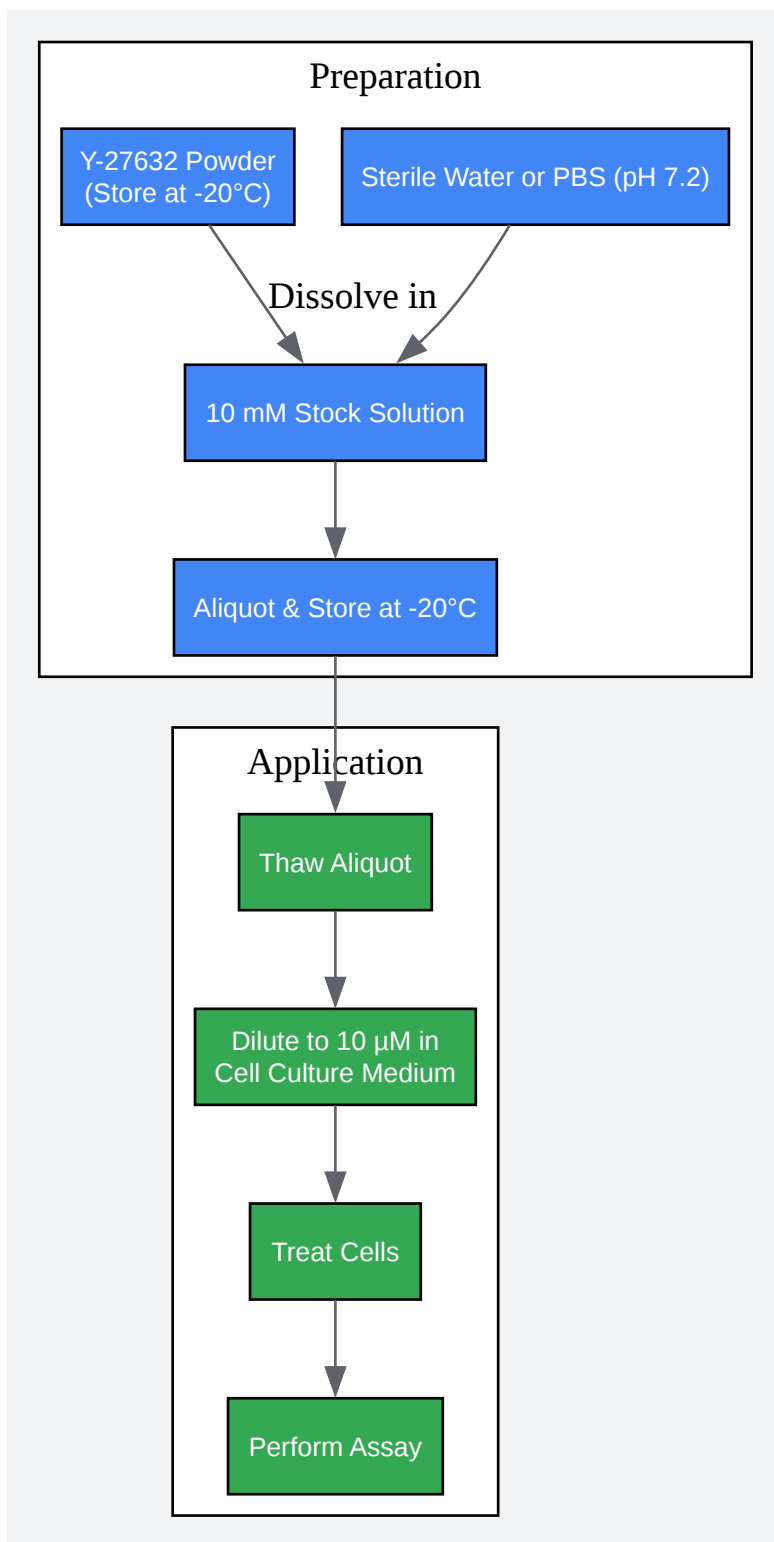 Preparation
Y-27632 Powder
(Store at -20°C)
Sterile Water or PBS (pH 7.2)
Dissolve in
10 mM Stock Solution
Aliquot & Store at -20°C
Application
Thaw Aliquot
Dilute to 10 µM in
Cell Culture Medium
Treat Cells
Perform Assay